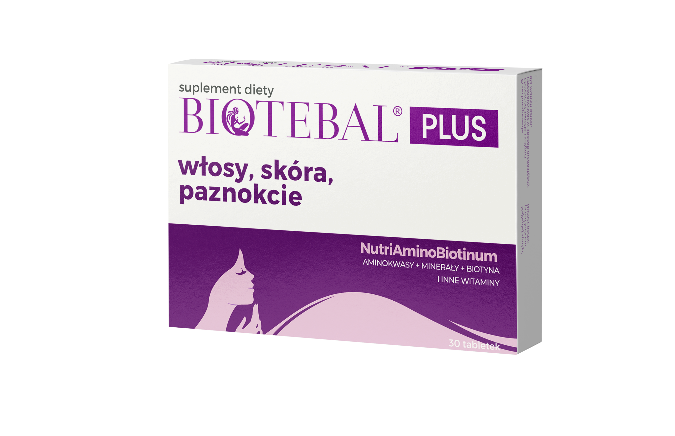 suplement diety
BIOTEBAL® PLUS
włosy, skóra,
paznokcie
NutriAminoBiotinum
AMINOKWASY + MINERAŁY + BIOTYNA
I INNE WITAMINY
30 tabletek